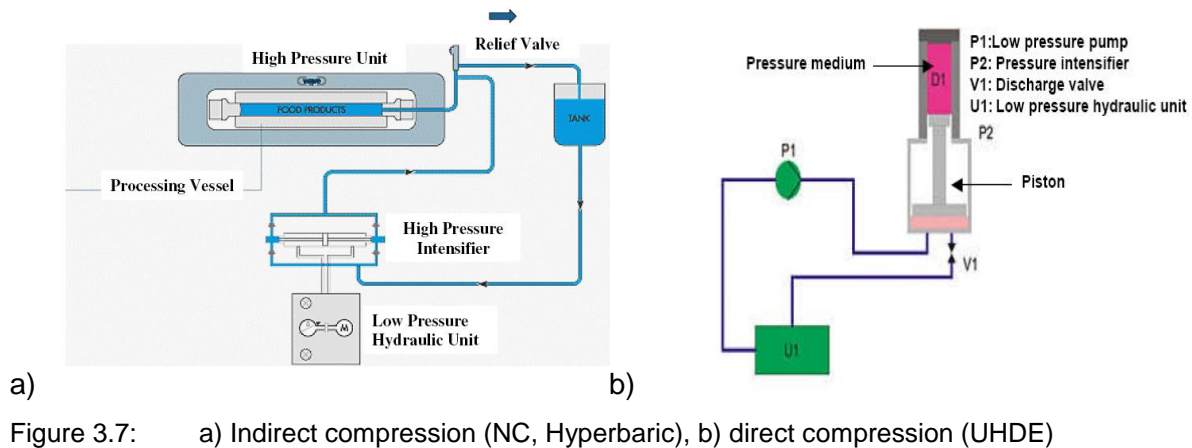 High Pressure Unit
Relief Valve
FOOD PRODUCTS
TANK
Processing Vessel
High Pressure
Intensifier
M
Low Pressure
Hydraulic Unit
a)
Pressure medium
D1
P1:Low pressure pump
P2: Pressure intensifier
V1: Discharge valve
U1: Low pressure hydraulic unit
P2
P1
Piston
V1
U1
b)
Figure 3.7: a) Indirect compression (NC, Hyperbaric), b) direct compression (UHDE)